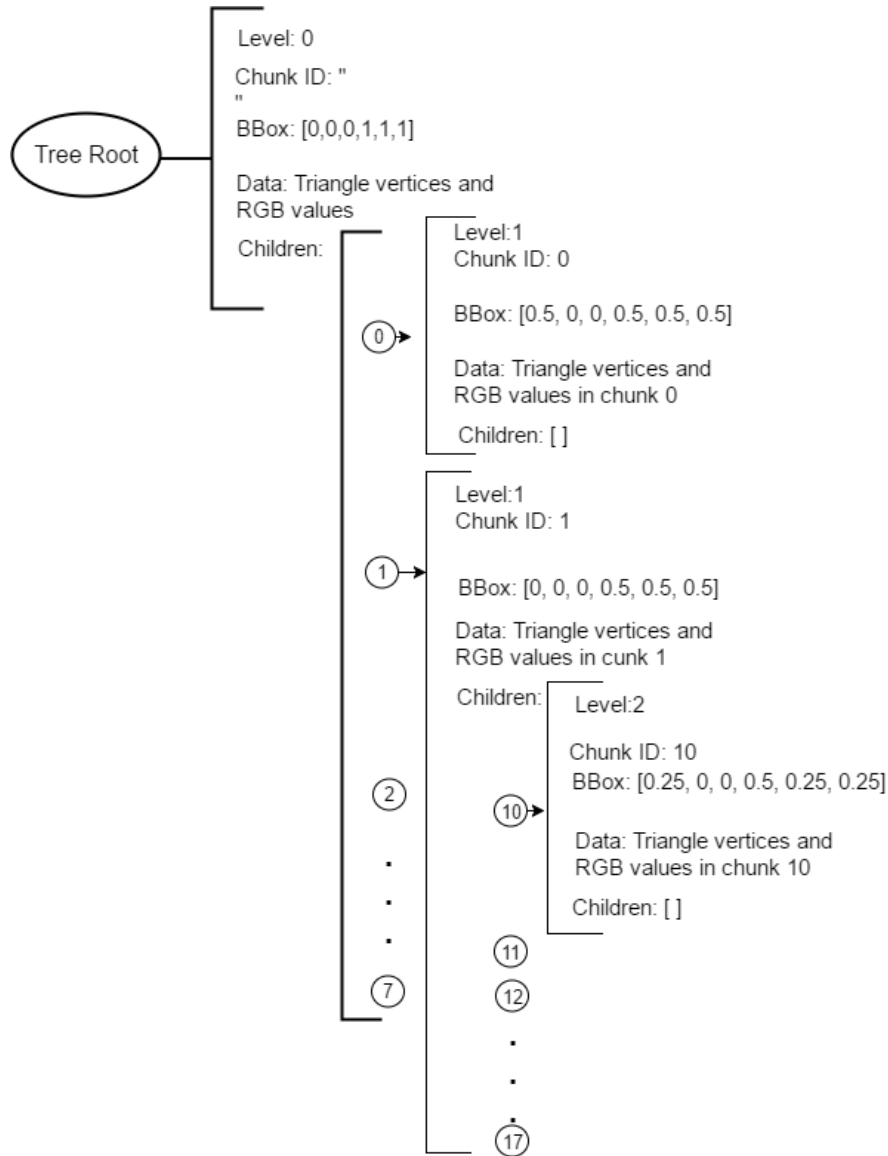 Tree Root
Level: 0
Chunk ID: "
"
BBox: [0,0,0,1,1,1]
Data: Triangle vertices and
RGB values
Children:
0
Level:1
Chunk ID: 0
BBox: [0.5, 0, 0, 0.5, 0.5, 0.5]
Data: Triangle vertices and
RGB values in chunk 0
Children: [ ]
1
Level:1
Chunk ID: 1
BBox: [0, 0, 0, 0.5, 0.5, 0.5]
Data: Triangle vertices and
RGB values in cunk 1
Children:
10
Level:2
Chunk ID: 10
BBox: [0.25, 0, 0, 0.5, 0.25, 0.25]
Data: Triangle vertices and
RGB values in chunk 10
Children: [ ]
11
12
.
.
.
17
2
.
.
.
7